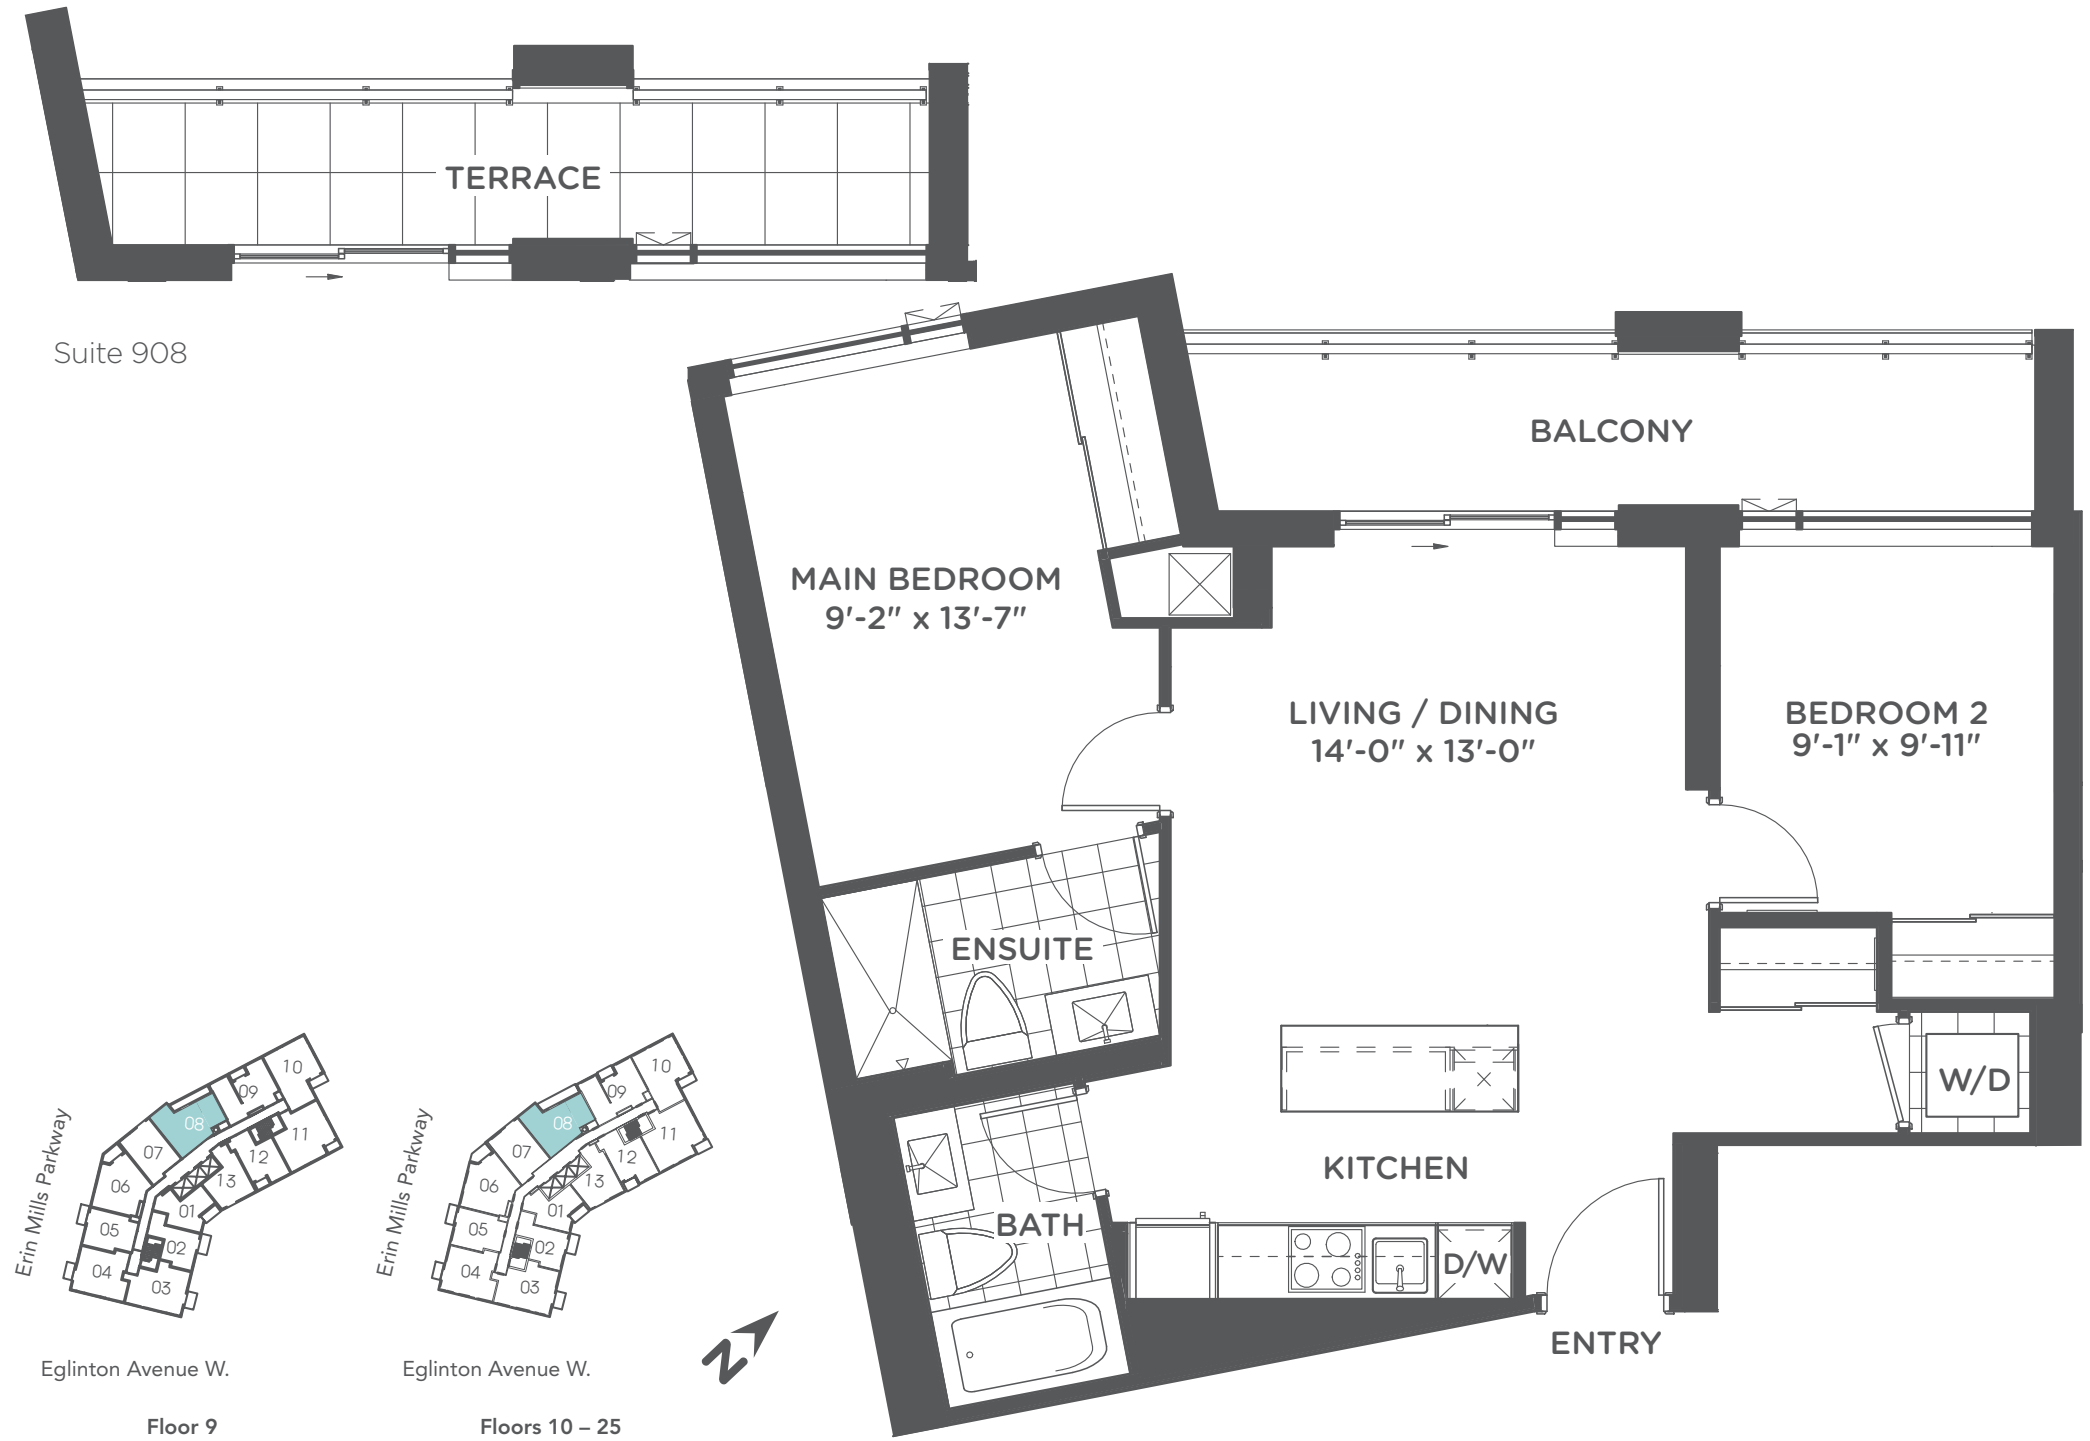 TERRACE
Suite 908
BALCONY
MAIN BEDROOM
9'-2" x 13'-7"
LIVING / DINING
14'-0" x 13'-0"
BEDROOM 2
9'-1" x 9'-11"
ENSUITE
W/D
KITCHEN
BATH
D/W
ENTRY
Erin Mills Parkway
10
09
08
11
07
12
13
06
01
05
02
04
03
Eglinton Avenue W.
Floor 9
Erin Mills Parkway
10
09
08
11
07
12
13
06
01
05
02
04
03
Eglinton Avenue W.
Floors 10 – 25
N